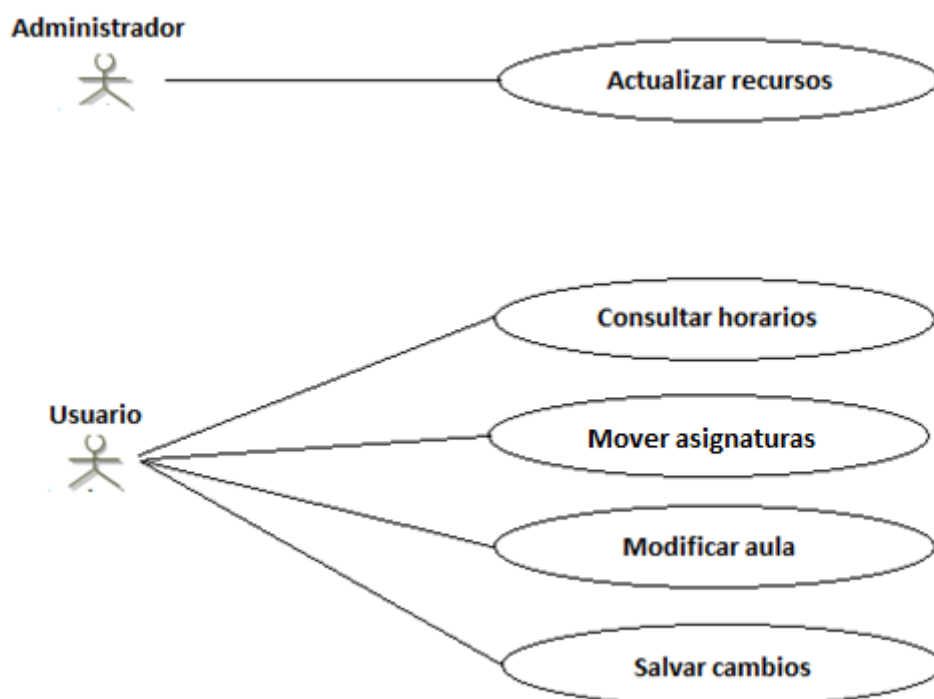 Administrador
Actualizar recursos
Consultar horarios
Usuario
Mover asignaturas
Modificar aula
Salvar cambios